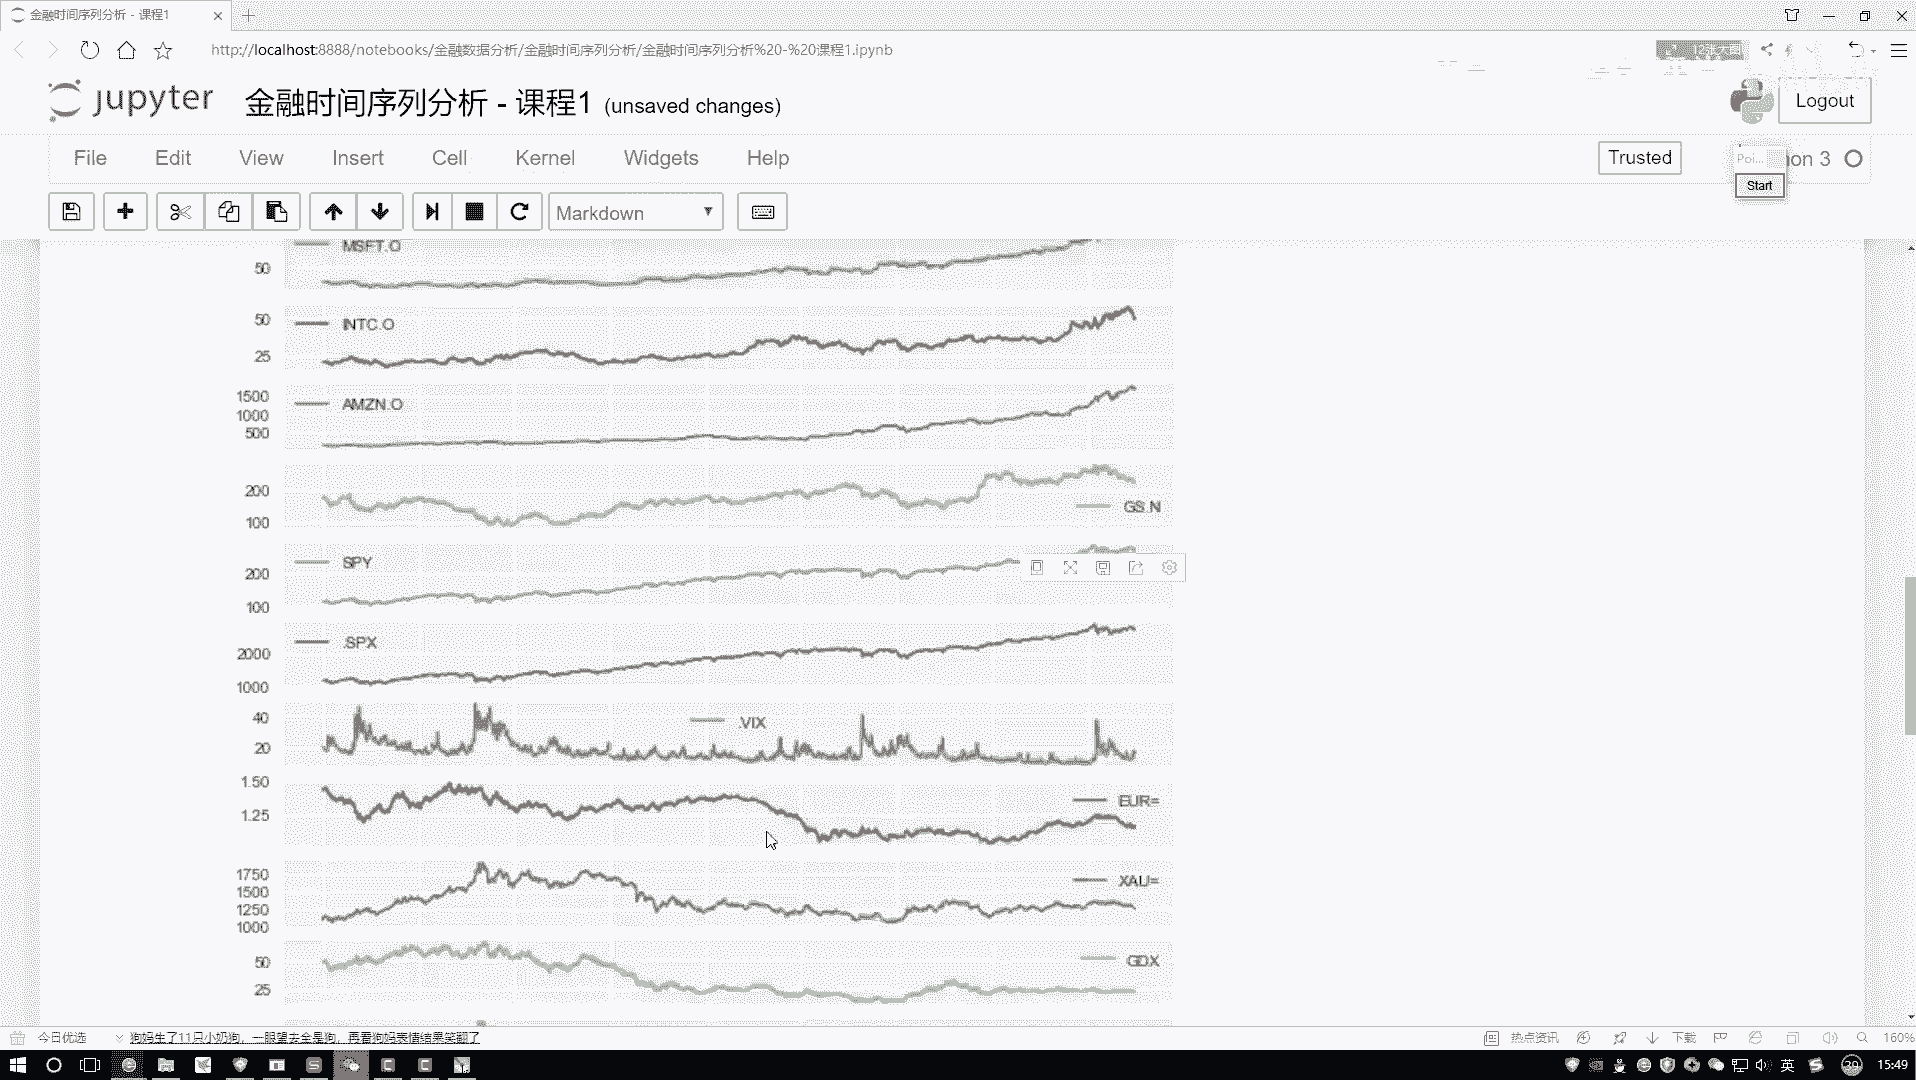 金融时间序列分析 - 课程1
http://localhost:8888/notebooks/金融数据分析/金融时间序列分析/金融时间序列分析%20-%20课程1.ipynb
12张大图
jupyter 金融时间序列分析 - 课程1 (unsaved changes)
Logout
File Edit View Insert Cell Kernel Widgets Help
Trusted
Poi... on 3
Start
Markdown
MSFT.O
50
50
INTC.O
25
1500
AMZN.O
1000
500
200
GS.N
100
SPY
200
100
.SPX
2000
1000
40
.VIX
20
1.50
EUR=
1.25
1750
XAU=
1500
1250
1000
50
GDX
25
今日优选 狗妈生了11只小奶狗，一眼望去全是狗，再看狗妈表情结果笑翻了
热点资讯 下载 160%
英 39 15:49